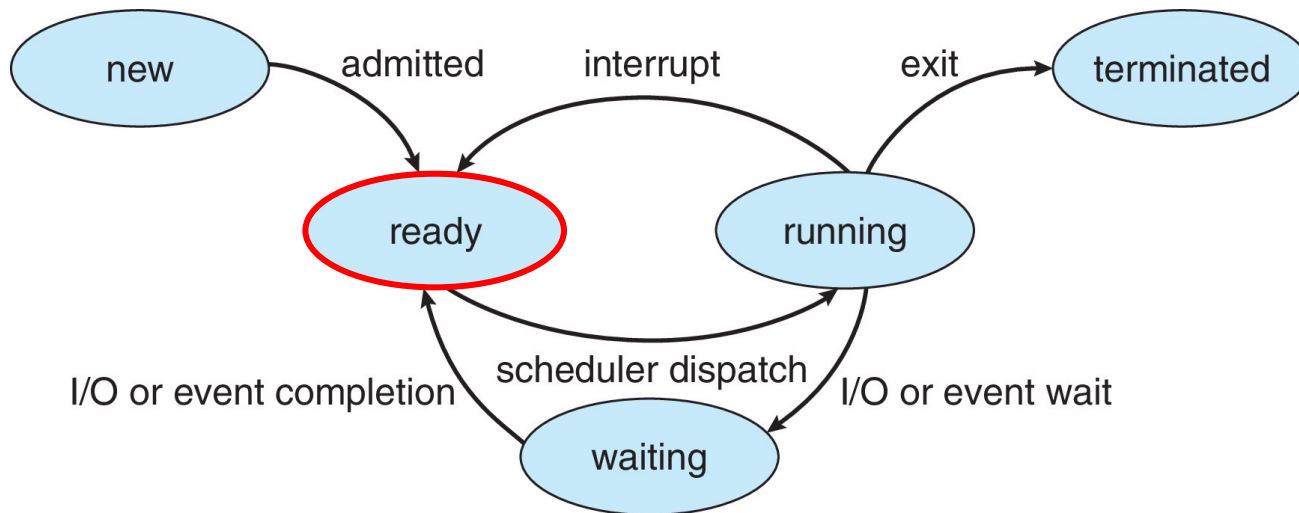 new
admitted
interrupt
exit
terminated
ready
running
scheduler dispatch
I/O or event completion
I/O or event wait
waiting